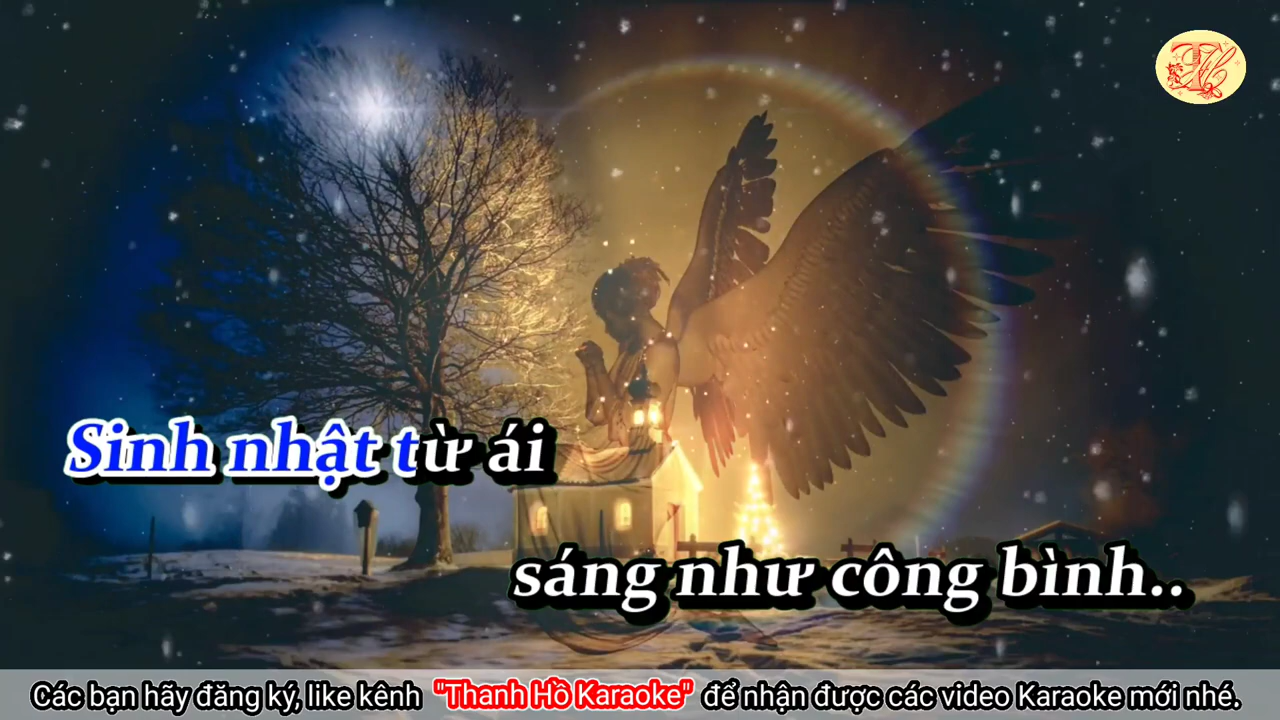 Sinh nhật từ ái
sáng như công bình..
Các bạn hãy đăng ký, like kênh "Thanh Hồ Karaoke" để nhận được các video Karaoke mới nhé.